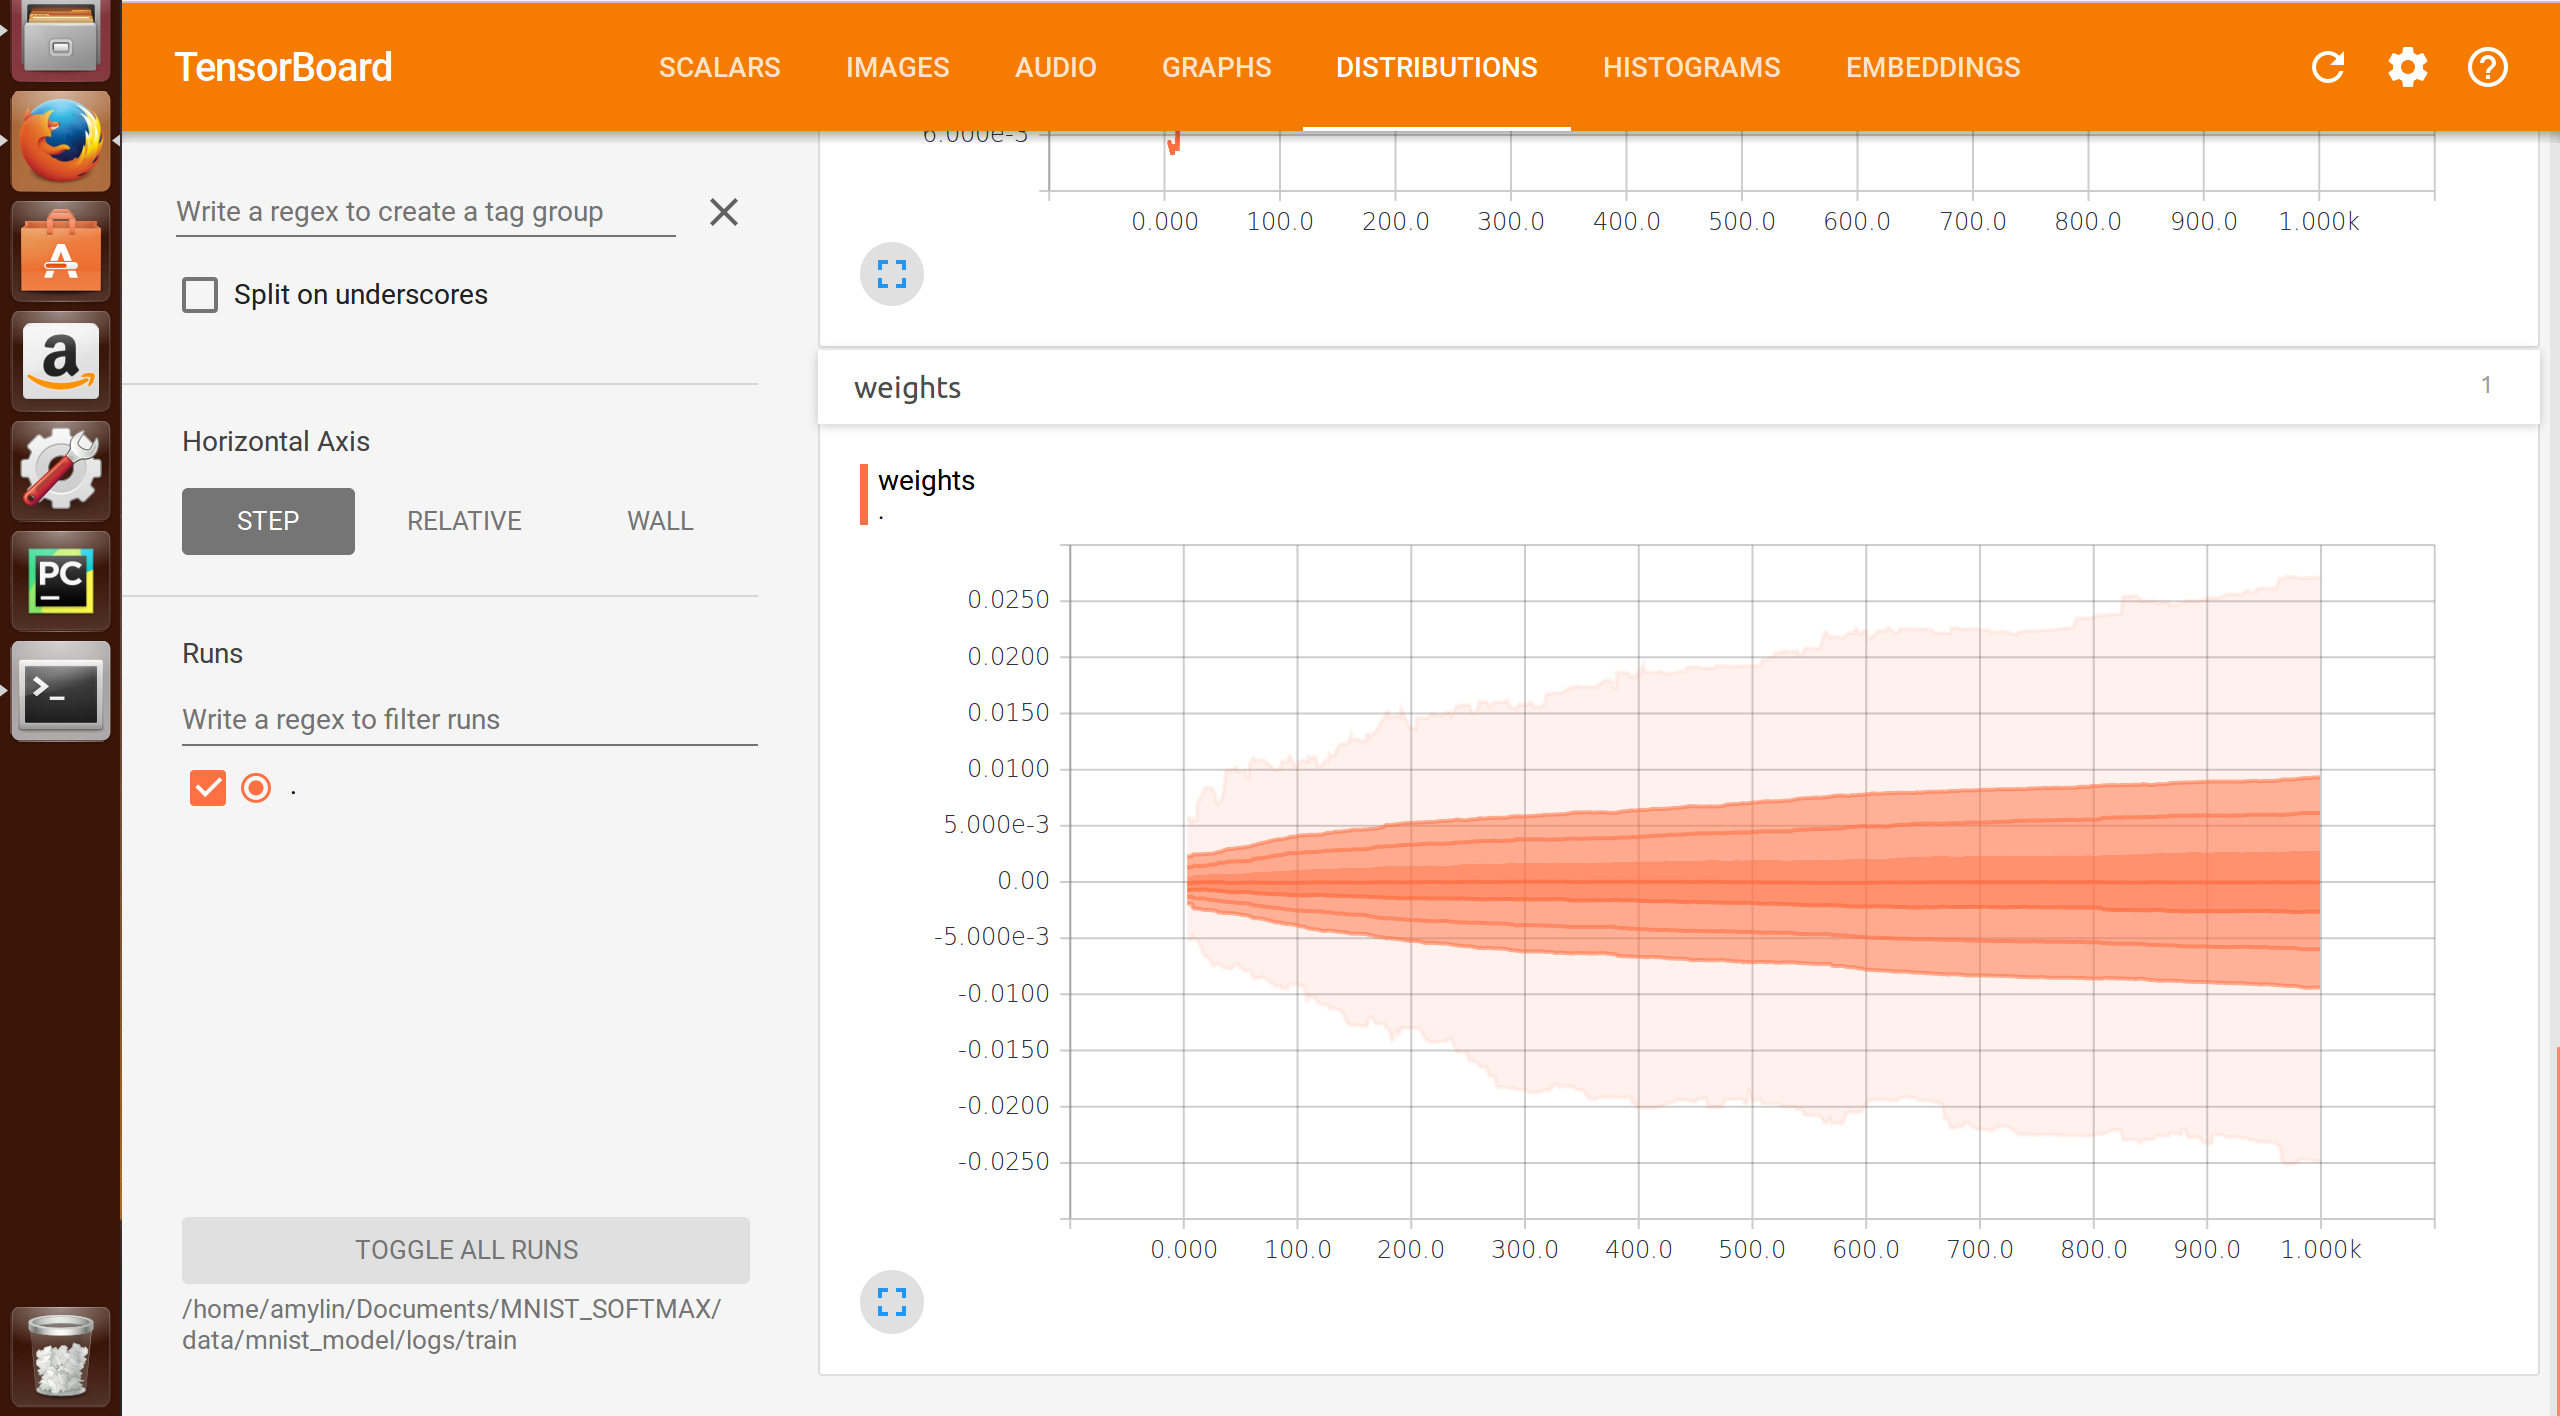 TensorBoard
SCALARS IMAGES AUDIO GRAPHS DISTRIBUTIONS HISTOGRAMS EMBEDDINGS
Write a regex to create a tag group
Split on underscores
Horizontal Axis
STEP RELATIVE WALL
Runs
Write a regex to filter runs
.
TOGGLE ALL RUNS
/home/amylin/Documents/MNIST_SOFTMAX/
data/mnist_model/logs/train
6.000e-3
0.000 100.0 200.0 300.0 400.0 500.0 600.0 700.0 800.0 900.0 1.000k
weights 1
weights
.
0.0250
0.0200
0.0150
0.0100
5.000e-3
0.00
-5.000e-3
-0.0100
-0.0150
-0.0200
-0.0250
0.000 100.0 200.0 300.0 400.0 500.0 600.0 700.0 800.0 900.0 1.000k
A
a
PC
>_